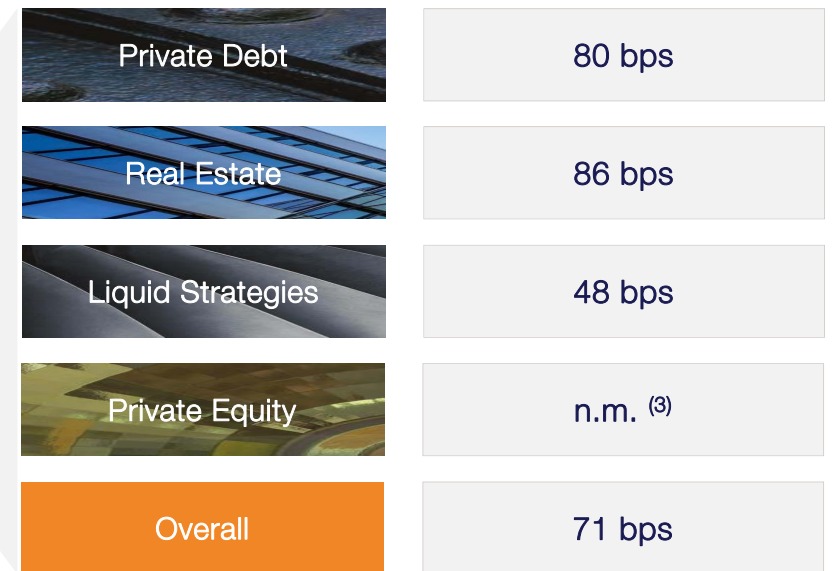 Private Debt
80 bps
Real Estate
86 bps
Liquid Strategies
48 bps
Private Equity
n.m. (3)
Overall
71 bps